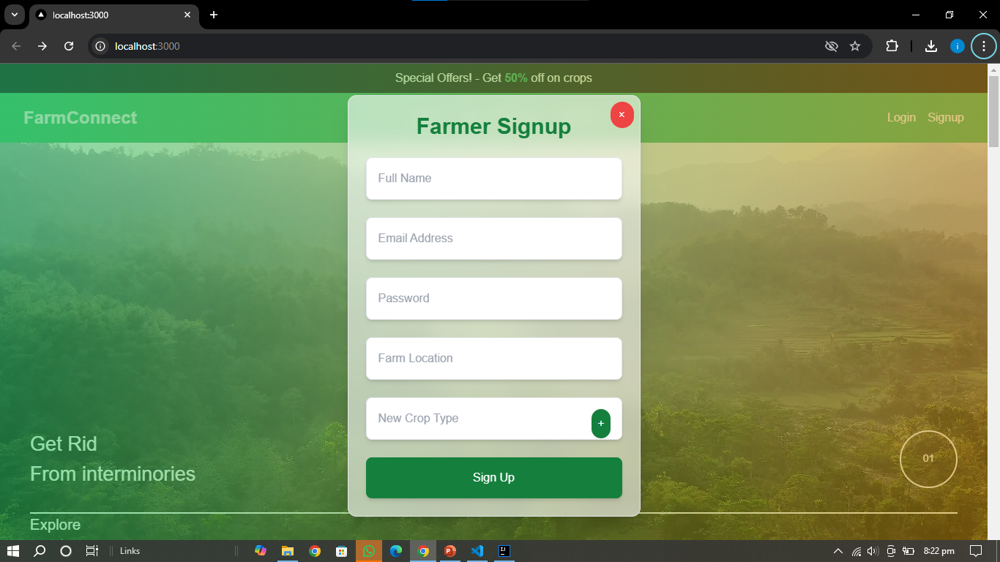 localhost:3000
localhost:3000
Special Offers! - Get 50% off on crops
FarmConnect
Login Signup
Farmer Signup
×
Full Name
Email Address
Password
Farm Location
New Crop Type
+
Sign Up
Get Rid
From interminories
01
Explore
Links
8:22 pm